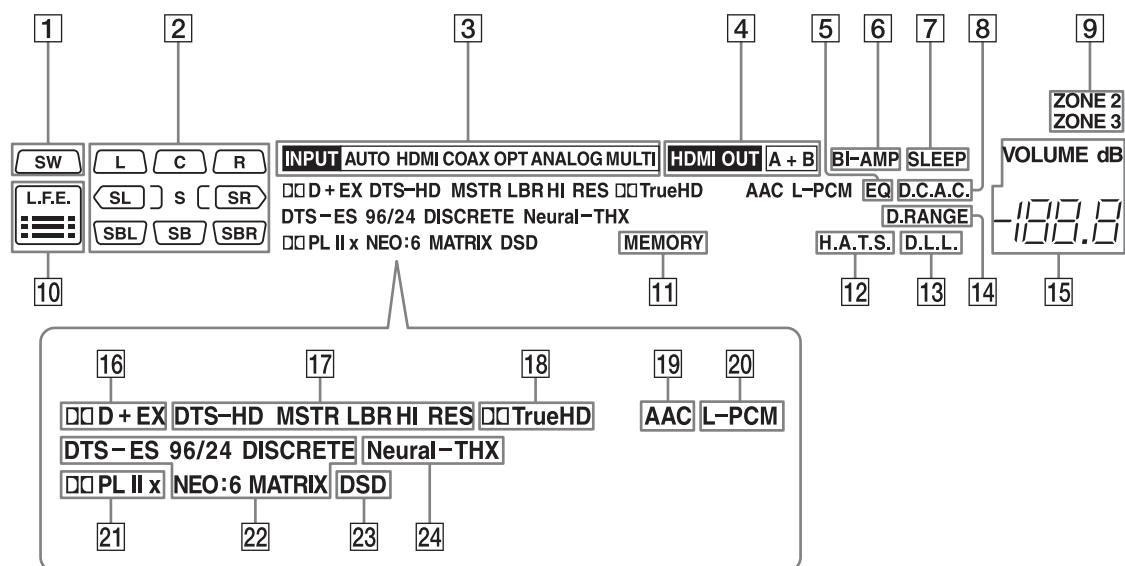 1 2 3 4 5 6 7 8 9
ZONE 2
ZONE 3
SW L C R INPUT AUTO HDMI COAX OPT ANALOG MULTI HDMI OUT A + B BI-AMP SLEEP VOLUME dB
L.F.E. SL S SR D + EX DTS-HD MSTR LBR HI RES TrueHD AAC L-PCM EQ D.C.A.C.
DTS-ES 96/24 DISCRETE Neural-THX D.RANGE
SBL SB SBR PL II x NEO:6 MATRIX DSD MEMORY H.A.T.S. D.L.L. -188.8
10 11 12 13 14 15
16 17 18 19 20
D + EX DTS-HD MSTR LBR HI RES TrueHD AAC L-PCM
DTS-ES 96/24 DISCRETE Neural-THX
PL II x NEO:6 MATRIX DSD
21 22 23 24